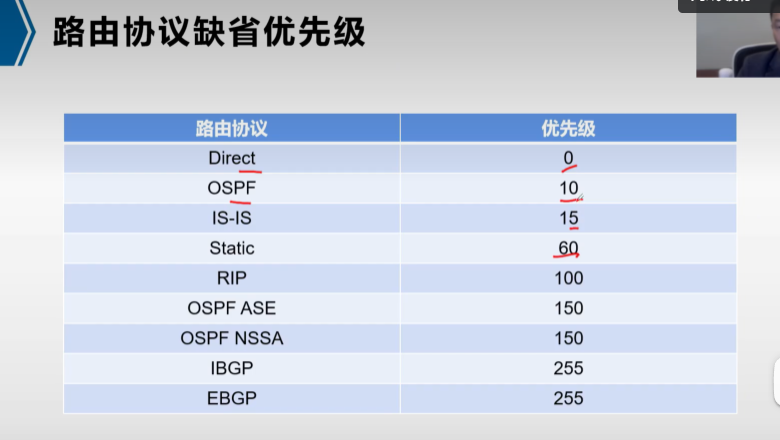 路由协议缺省优先级
路由协议 优先级
Direct 0
OSPF 10
IS-IS 15
Static 60
RIP 100
OSPF ASE 150
OSPF NSSA 150
IBGP 255
EBGP 255